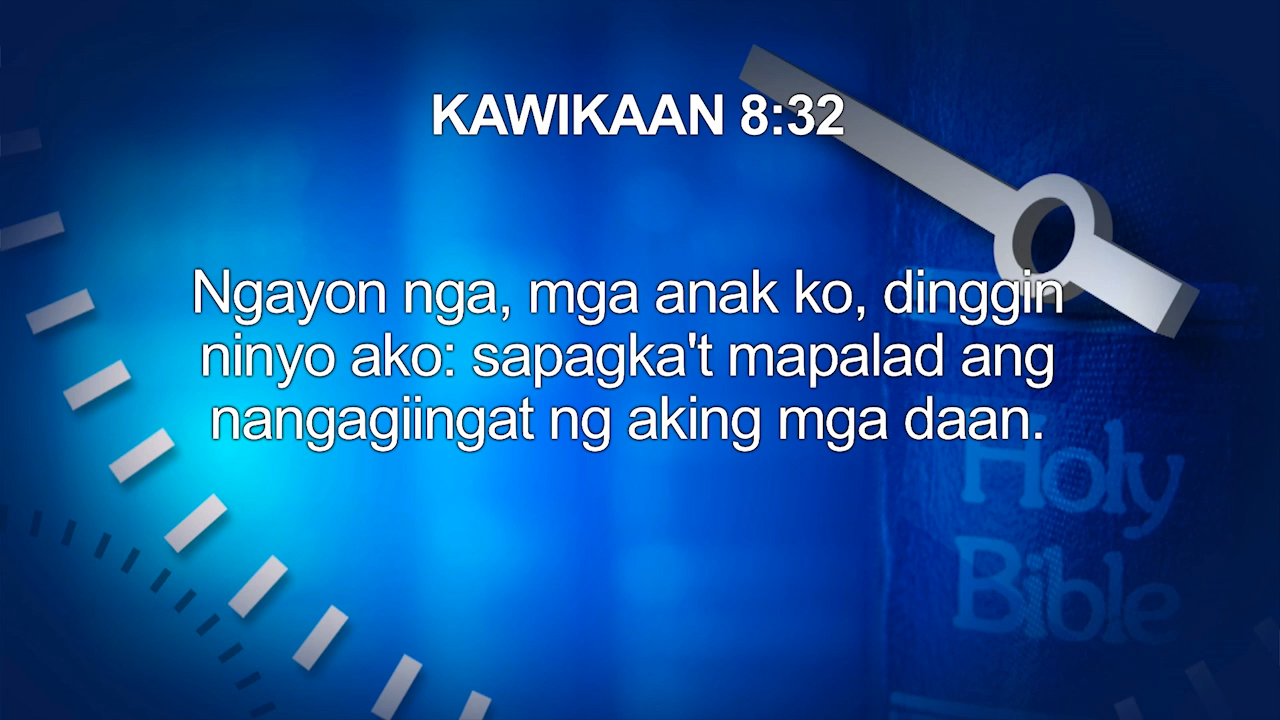 KAWIKAAN 8:32
Ngayon nga, mga anak ko, dinggin
ninyo ako: sapagka't mapalad ang
nangagiingat ng aking mga daan.
Holy
Bible